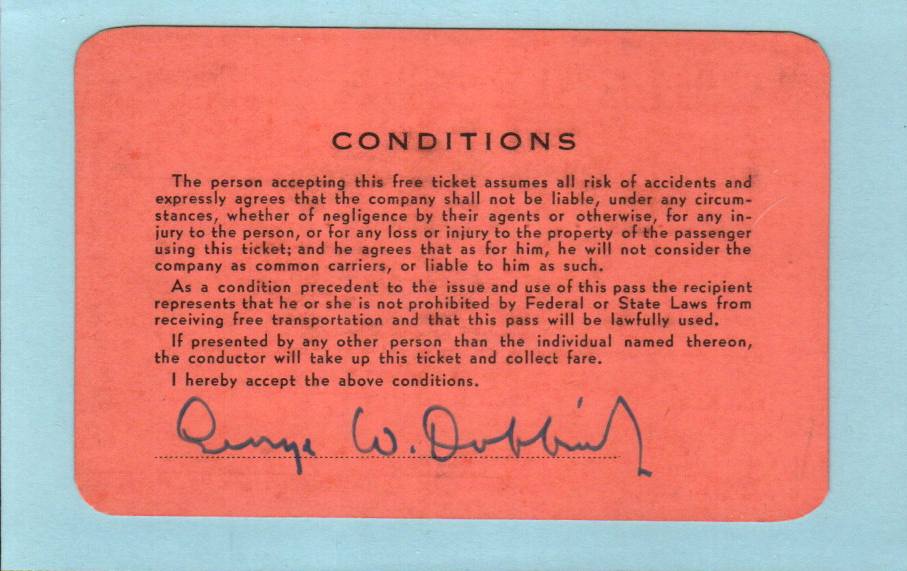 CONDITIONS
The person accepting this free ticket assumes all risk of accidents and
expressly agrees that the company shall not be liable, under any circum-
stances, whether of negligence by their agents or otherwise, for any in-
jury to the person, or for any loss or injury to the property of the passenger
using this ticket; and he agrees that as for him, he will not consider the
company as common carriers, or liable to him as such.
As a condition precedent to the issue and use of this pass the recipient
represents that he or she is not prohibited by Federal or State Laws from
receiving free transportation and that this pass will be lawfully used.
If presented by any other person than the individual named thereon,
the conductor will take up this ticket and collect fare.
I hereby accept the above conditions.
George W.